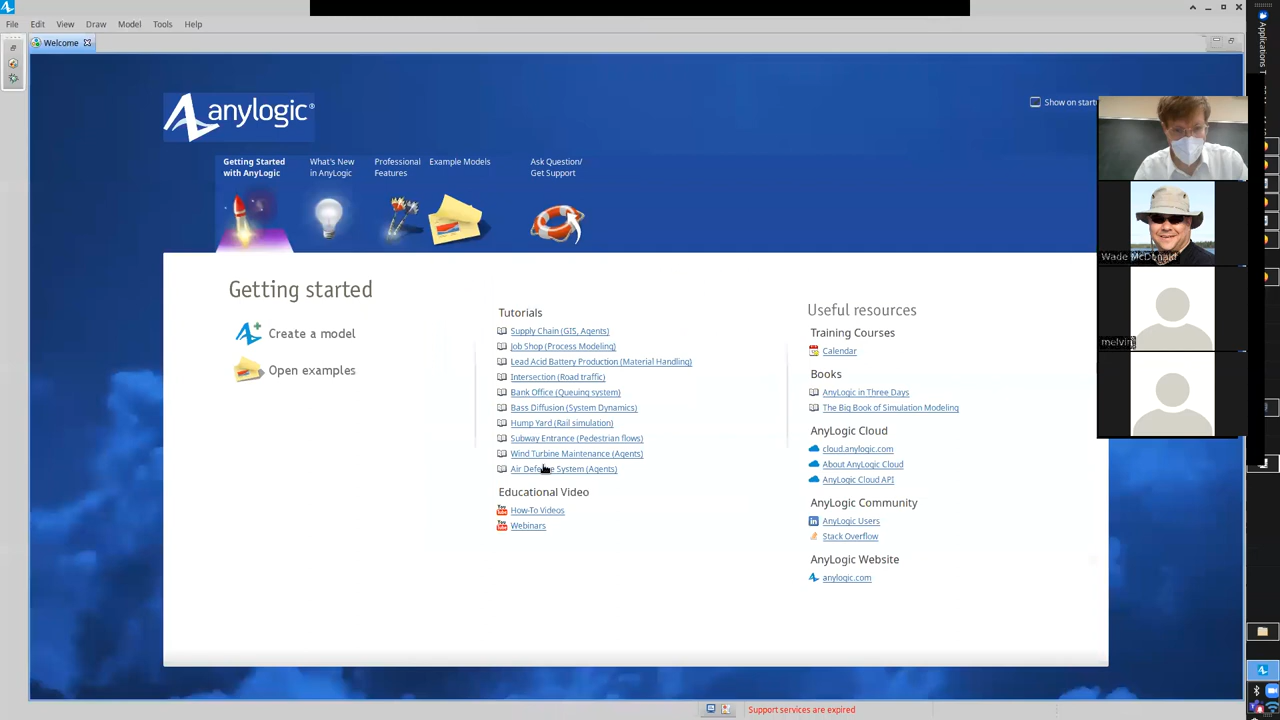 File Edit View Draw Model Tools Help
Welcome
anylogic®
Show on start
Getting Started
with AnyLogic
What's New
in AnyLogic
Professional
Features
Example Models
Ask Question/
Get Support
Getting started
Create a model
Open examples
Tutorials
Supply Chain (GIS, Agents)
Job Shop (Process Modeling)
Lead Acid Battery Production (Material Handling)
Intersection (Road traffic)
Bank Office (Queuing system)
Bass Diffusion (System Dynamics)
Hump Yard (Rail simulation)
Subway Entrance (Pedestrian flows)
Wind Turbine Maintenance (Agents)
Air Defense System (Agents)
Educational Video
How-To Videos
Webinars
Useful resources
Training Courses
Calendar
Books
AnyLogic in Three Days
The Big Book of Simulation Modeling
AnyLogic Cloud
cloud.anylogic.com
About AnyLogic Cloud
AnyLogic Cloud API
AnyLogic Community
AnyLogic Users
Stack Overflow
AnyLogic Website
anylogic.com
Wade McDonald
melvin
Applications T
Support services are expired